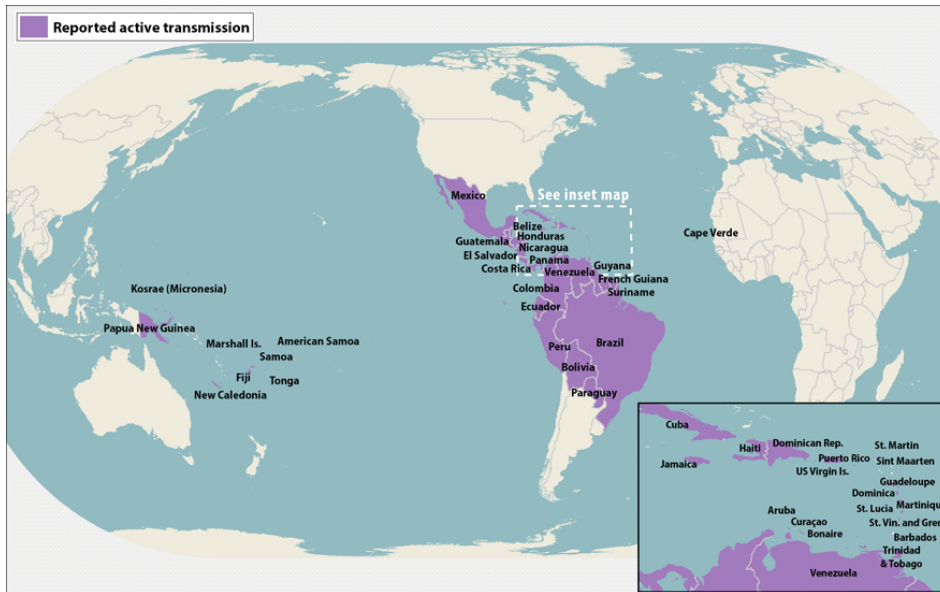 Reported active transmission
See inset map
Mexico
Belize
Guatemala
Honduras
Nicaragua
El Salvador
Panama
Costa Rica
Guyana
Venezuela
French Guiana
Colombia
Suriname
Ecuador
Cape Verde
Brazil
Peru
Bolivia
Paraguay
Kosrae (Micronesia)
Papua New Guinea
Marshall Is.
American Samoa
Samoa
Fiji
Tonga
New Caledonia
Cuba
Haiti
Dominican Rep.
St. Martin
Jamaica
Puerto Rico
Sint Maarten
US Virgin Is.
Guadeloupe
Dominica
Martiniqu
Aruba
St. Lucia
Curaçao
St. Vin. and Gren
Bonaire
Barbados
Trinidad
& Tobago
Venezuela